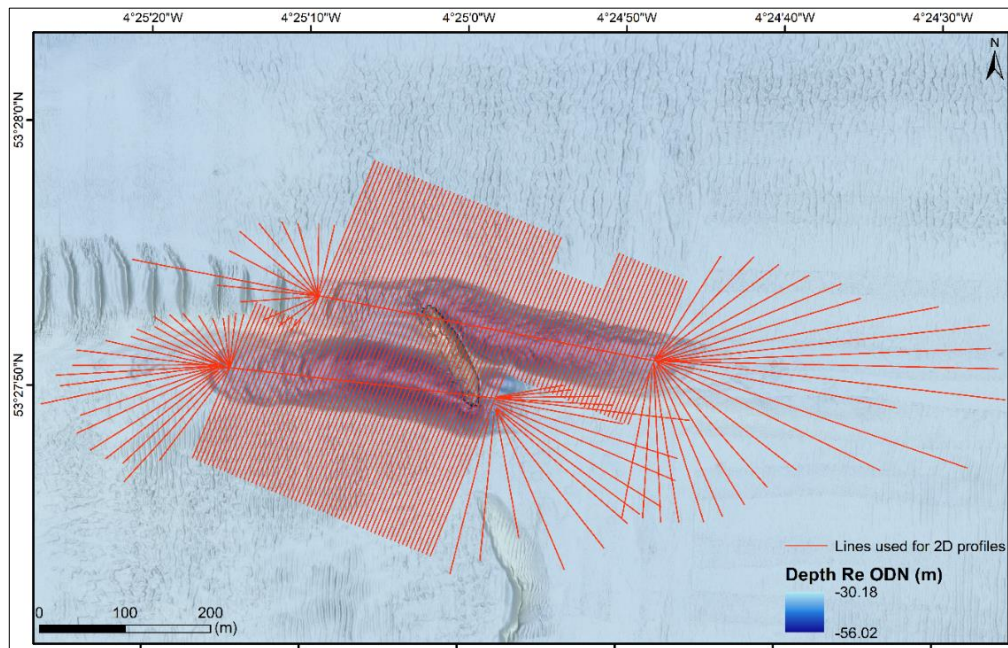 4°25'20"W 4°25'10"W 4°25'0"W 4°24'50"W 4°24'40"W 4°24'30"W
N
53°28'0"N
53°27'50"N
Lines used for 2D profiles
Depth Re ODN (m)
-30.18
-56.02
0 100 200
(m)